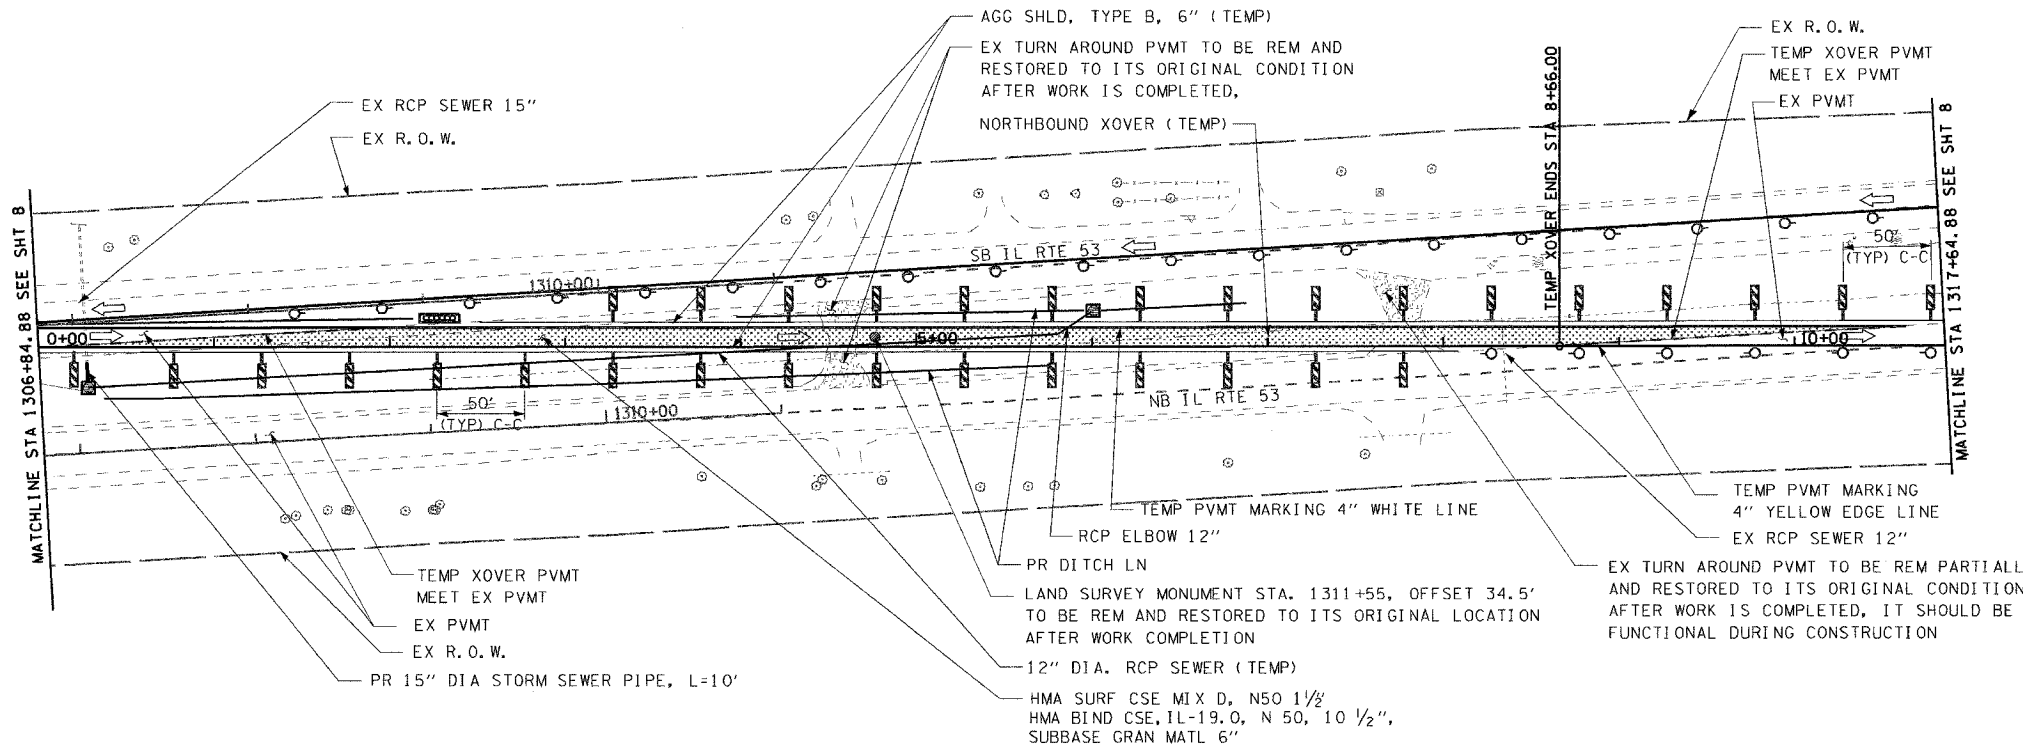 AGG SHLD, TYPE B, 6" (TEMP)
EX TURN AROUND PVMT TO BE REM AND
RESTORED TO ITS ORIGINAL CONDITION
AFTER WORK IS COMPLETED,
NORTHBOUND XOVER (TEMP)
EX RCP SEWER 15"
EX R.O.W.
EX R.O.W.
TEMP XOVER PVMT
MEET EX PVMT
EX PVMT
TEMP XOVER ENDS STA 8+66.00
MATCHLINE STA 1306+84.88 SEE SHT 8
MATCHLINE STA 1317+64.88 SEE SHT 8
SB IL RTE 53
50'
(TYP) C-C
1310+00
0+00
5+00
10+00
50'
(TYP) C-C
1310+00
NB IL RTE 53
TEMP PVMT MARKING 4" WHITE LINE
RCP ELBOW 12"
PR DITCH LN
LAND SURVEY MONUMENT STA. 1311+55, OFFSET 34.5'
TO BE REM AND RESTORED TO ITS ORIGINAL LOCATION
AFTER WORK COMPLETION
12" DIA. RCP SEWER (TEMP)
HMA SURF CSE MIX D, N50 1½"
HMA BIND CSE, IL-19.0, N 50, 10 ½",
SUBBASE GRAN MATL 6"
TEMP XOVER PVMT
MEET EX PVMT
EX PVMT
EX R.O.W.
PR 15" DIA STORM SEWER PIPE, L=10'
TEMP PVMT MARKING
4" YELLOW EDGE LINE
EX RCP SEWER 12"
EX TURN AROUND PVMT TO BE REM PARTIALL
AND RESTORED TO ITS ORIGINAL CONDITION
AFTER WORK IS COMPLETED, IT SHOULD BE
FUNCTIONAL DURING CONSTRUCTION